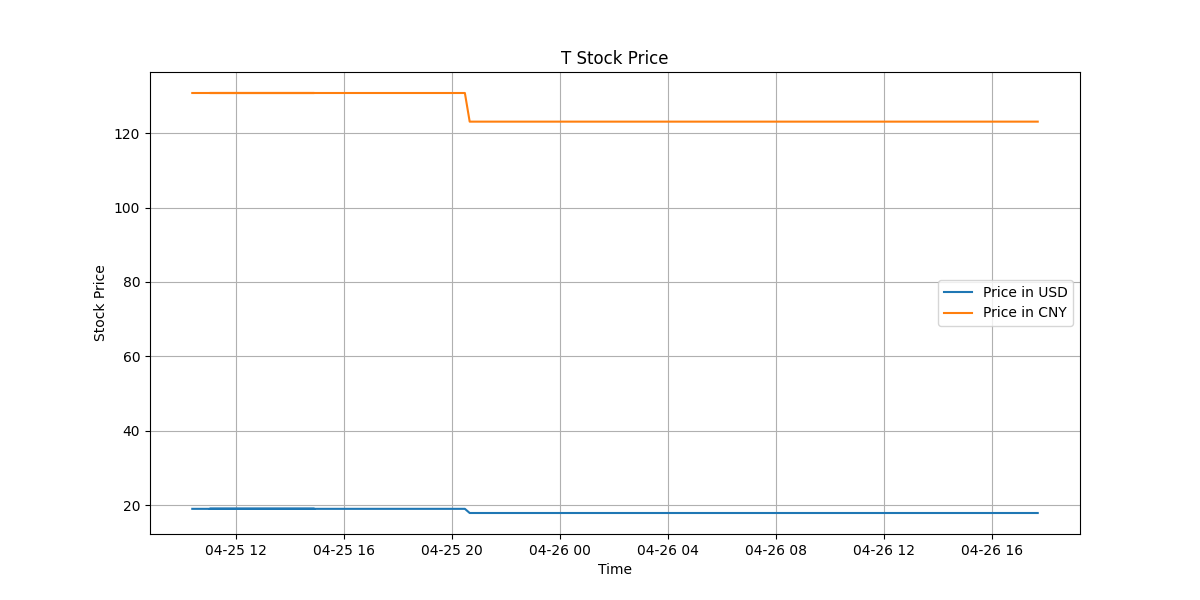 T Stock Price
Stock Price
120
100
80
60
40
20
Price in USD
Price in CNY
04-25 12
04-25 16
04-25 20
04-26 00
04-26 04
04-26 08
04-26 12
04-26 16
Time